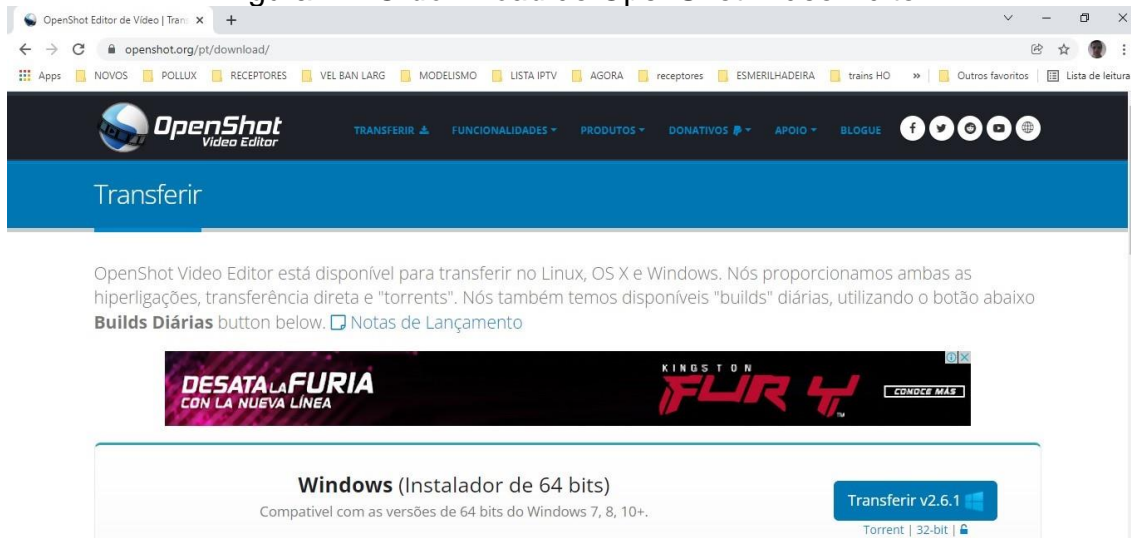 OpenShot Editor de Vídeo | Tran
openshot.org/pt/download/
Apps NOVOS POLLUX RECEPTORES VEL BAN LARG MODELISMO LISTA IPTV AGORA receptores ESMERILHADEIRA trains HO » Outros favoritos Lista de leitura
OpenShot
Video Editor
TRANSFERIR FUNCIONALIDADES PRODUTOS DONATIVOS APOIO BLOGUE
Transferir
OpenShot Video Editor está disponível para transferir no Linux, OS X e Windows. Nós proporcionamos ambas as
hiperligações, transferência direta e "torrents". Nós também temos disponíveis "builds" diárias, utilizando o botão abaixo
Builds Diárias button below. Notas de Lançamento
DESATA LA FURIA
CON LA NUEVA LÍNEA
KINGSTON
FURY
CONOCE MÁS
Windows (Instalador de 64 bits)
Compativel com as versões de 64 bits do Windows 7, 8, 10+.
Transferir v2.6.1
Torrent | 32-bit |